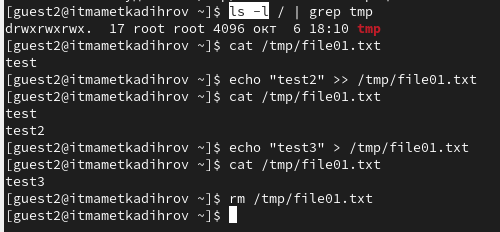 [guest2@itmametkadihrov ~]$ ls -l / | grep tmp
drwxrwxrwx.  17 root root 4096 окт  6 18:10 tmp
[guest2@itmametkadihrov ~]$ cat /tmp/file01.txt
test
[guest2@itmametkadihrov ~]$ echo "test2" >> /tmp/file01.txt
[guest2@itmametkadihrov ~]$ cat /tmp/file01.txt
test
test2
[guest2@itmametkadihrov ~]$ echo "test3" > /tmp/file01.txt
[guest2@itmametkadihrov ~]$ cat /tmp/file01.txt
test3
[guest2@itmametkadihrov ~]$ rm /tmp/file01.txt
[guest2@itmametkadihrov ~]$